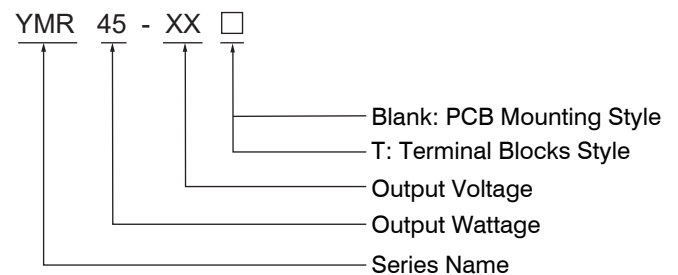 YMR 45 - XX □
Blank: PCB Mounting Style
T: Terminal Blocks Style
Output Voltage
Output Wattage
Series Name